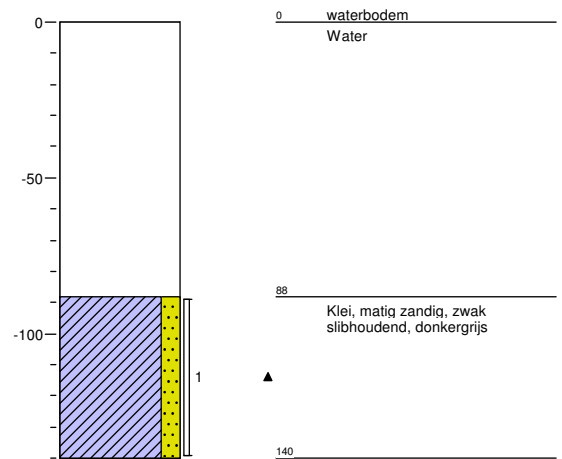 0
-50
-100
1
0
waterbodem
Water
88
Klei, matig zandig, zwak
slibhoudend, donkergrijs
140